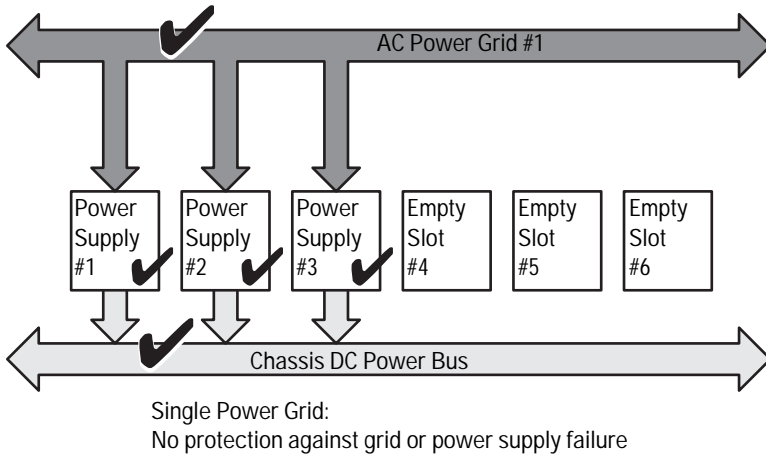 AC Power Grid #1
Power
Supply
#1
Power
Supply
#2
Power
Supply
#3
Empty
Slot
#4
Empty
Slot
#5
Empty
Slot
#6
Chassis DC Power Bus
Single Power Grid:
No protection against grid or power supply failure